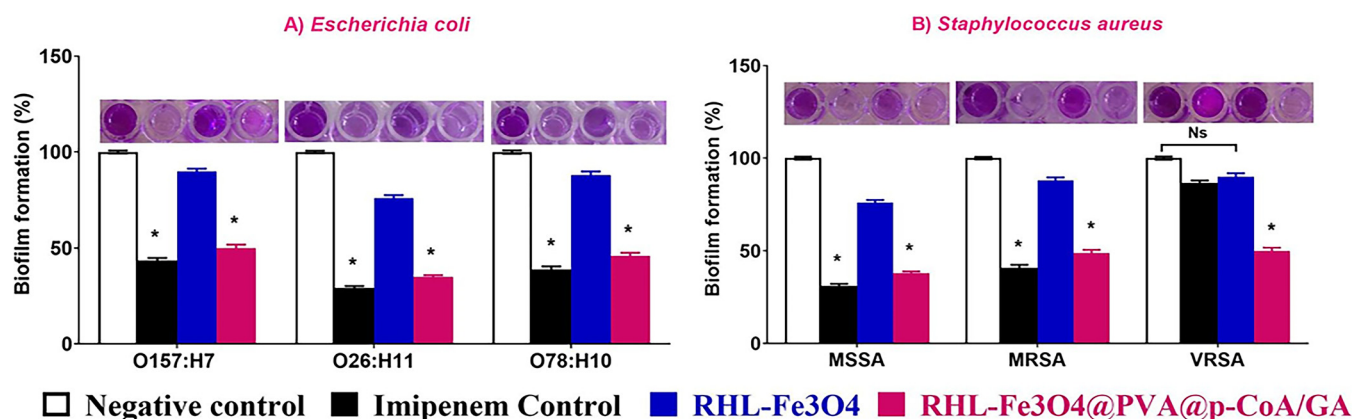 A) Escherichia coli
Biofilm formation (%)
150
100
50
0
* * * * * *
O157:H7 O26:H11 O78:H10
B) Staphylococcus aureus
Biofilm formation (%)
150
100
50
0
Ns
* * * * *
MSSA MRSA VRSA
Negative control Imipenem Control RHL-Fe3O4 RHL-Fe3O4@PVA@p-CoA/GA